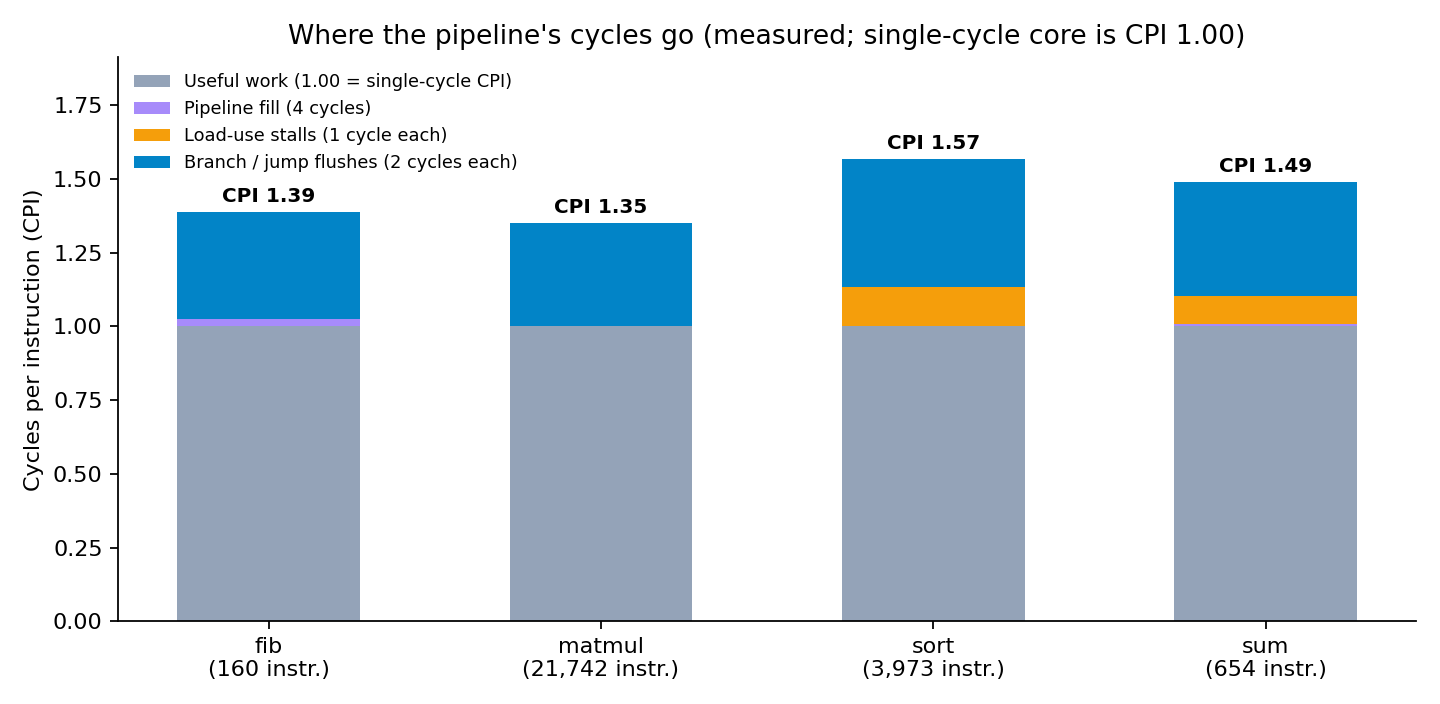 Where the pipeline's cycles go (measured; single-cycle core is CPI 1.00)
Useful work (1.00 = single-cycle CPI)
Pipeline fill (4 cycles)
Load-use stalls (1 cycle each)
Branch / jump flushes (2 cycles each)
Cycles per instruction (CPI)
1.75
1.50
1.25
1.00
0.75
0.50
0.25
0.00
CPI 1.39
CPI 1.35
CPI 1.57
CPI 1.49
fib
(160 instr.)
matmul
(21,742 instr.)
sort
(3,973 instr.)
sum
(654 instr.)